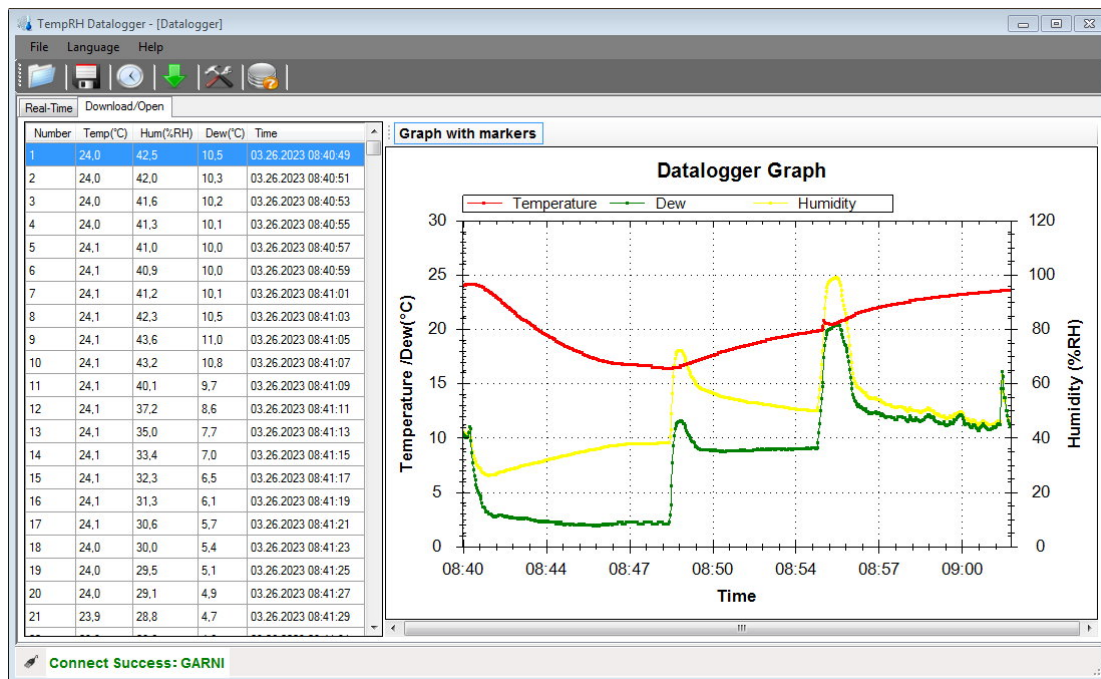 TempRH Datalogger - [Datalogger]
File Language Help
Real-Time Download/Open
Number Temp(°C) Hum(%RH) Dew(°C) Time
1 24,0 42,5 10,5 03.26.2023 08:40:49
2 24,0 42,0 10,3 03.26.2023 08:40:51
3 24,0 41,6 10,2 03.26.2023 08:40:53
4 24,0 41,3 10,1 03.26.2023 08:40:55
5 24,1 41,0 10,0 03.26.2023 08:40:57
6 24,1 40,9 10,0 03.26.2023 08:40:59
7 24,1 41,2 10,1 03.26.2023 08:41:01
8 24,1 42,3 10,5 03.26.2023 08:41:03
9 24,1 43,6 11,0 03.26.2023 08:41:05
10 24,1 43,2 10,8 03.26.2023 08:41:07
11 24,1 40,1 9,7 03.26.2023 08:41:09
12 24,1 37,2 8,6 03.26.2023 08:41:11
13 24,1 35,0 7,7 03.26.2023 08:41:13
14 24,1 33,4 7,0 03.26.2023 08:41:15
15 24,1 32,3 6,5 03.26.2023 08:41:17
16 24,1 31,3 6,1 03.26.2023 08:41:19
17 24,1 30,6 5,7 03.26.2023 08:41:21
18 24,0 30,0 5,4 03.26.2023 08:41:23
19 24,0 29,5 5,1 03.26.2023 08:41:25
20 24,0 29,1 4,9 03.26.2023 08:41:27
21 23,9 28,8 4,7 03.26.2023 08:41:29
Graph with markers
Datalogger Graph
Temperature Dew Humidity
Temperature /Dew(°C)
30
25
20
15
10
5
0
120
100
80
60
40
20
0
Humidity (%RH)
08:40 08:44 08:47 08:50 08:54 08:57 09:00
Time
Connect Success: GARNI